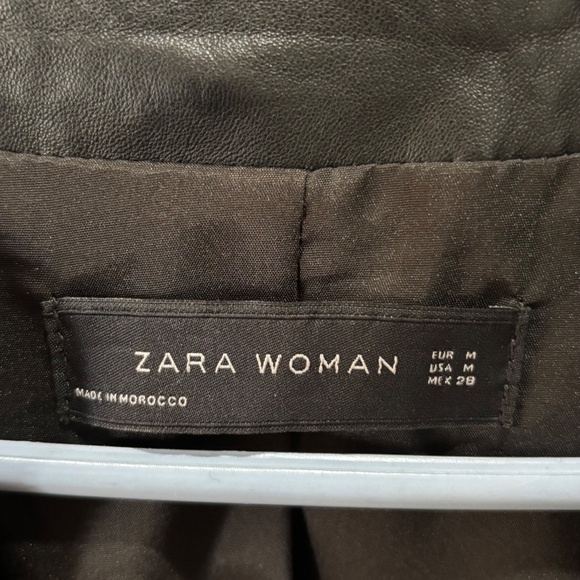 ZARA WOMAN
EUR M
USA M
MEX 28
MADE IN MOROCCO